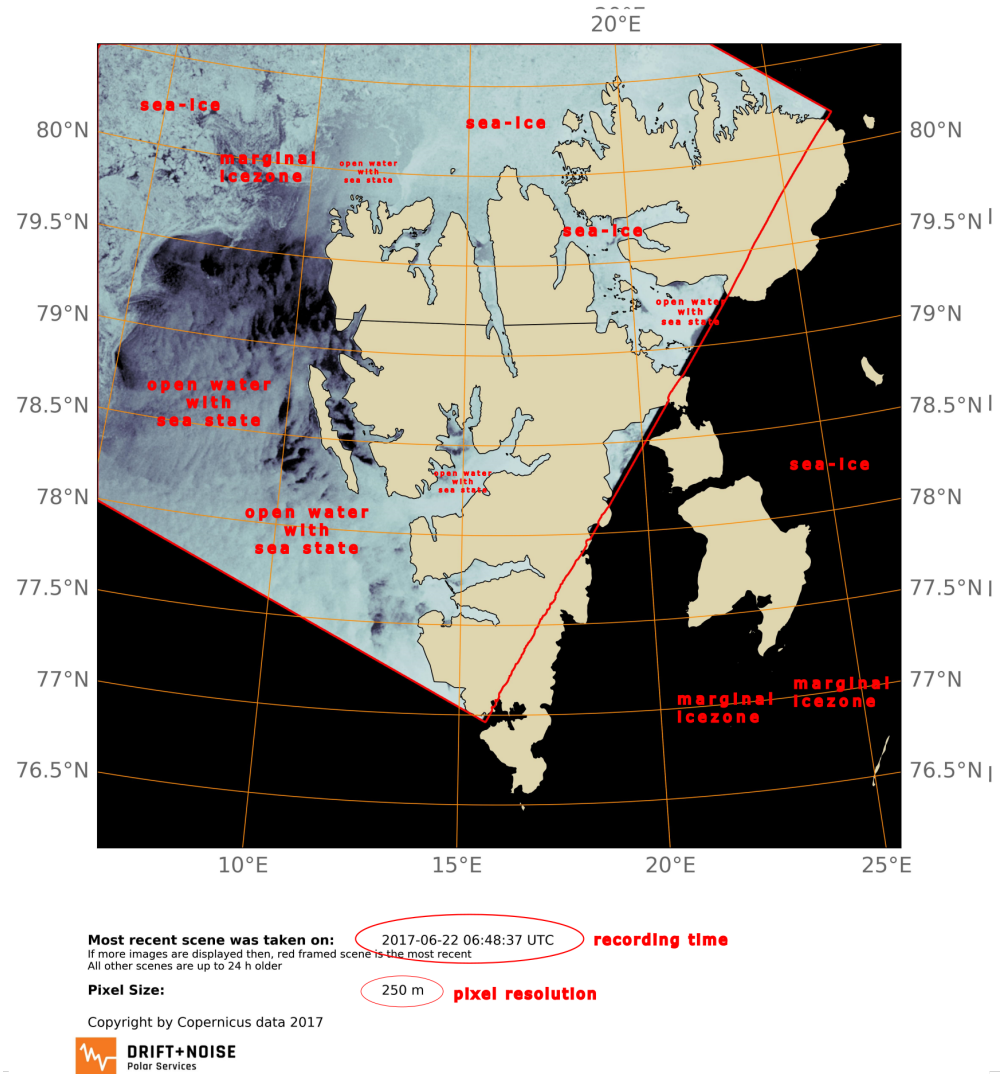 20°E
sea-ice
sea-ice
80°N
80°N
marginal
icezone
open water
with
sea state
79.5°N
79.5°N
sea-ice
open water
with
sea state
79°N
79°N
open water
with
sea state
78.5°N
78.5°N
sea-ice
open water
with
sea state
78°N
78°N
open water
with
sea state
77.5°N
77.5°N
77°N
77°N
marginal
icezone
marginal
icezone
76.5°N
76.5°N
10°E
15°E
20°E
25°E
Most recent scene was taken on: 2017-06-22 06:48:37 UTC recording time
If more images are displayed then, red framed scene is the most recent
All other scenes are up to 24 h older
Pixel Size: 250 m pixel resolution
Copyright by Copernicus data 2017
DRIFT+NOISE
Polar Services